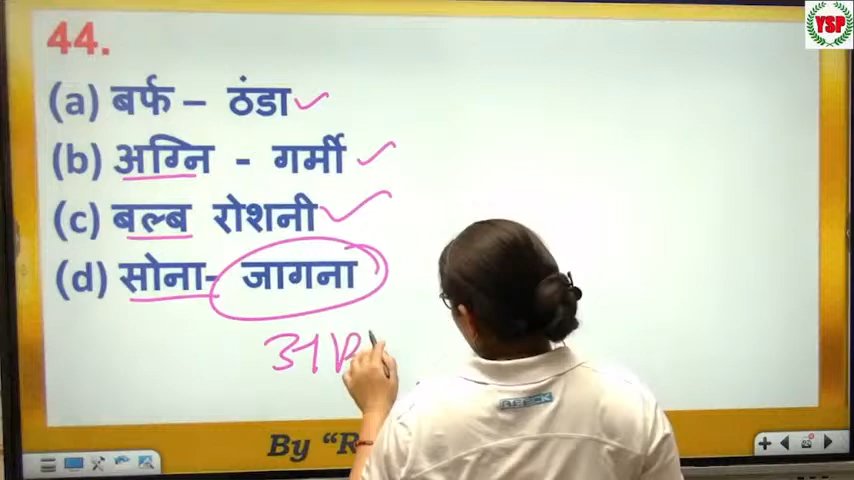 YSP
44.
(a) बर्फ – ठंडा
(b) अग्नि - गर्मी
(c) बल्ब रोशनी
(d) सोना- जागना
By “R